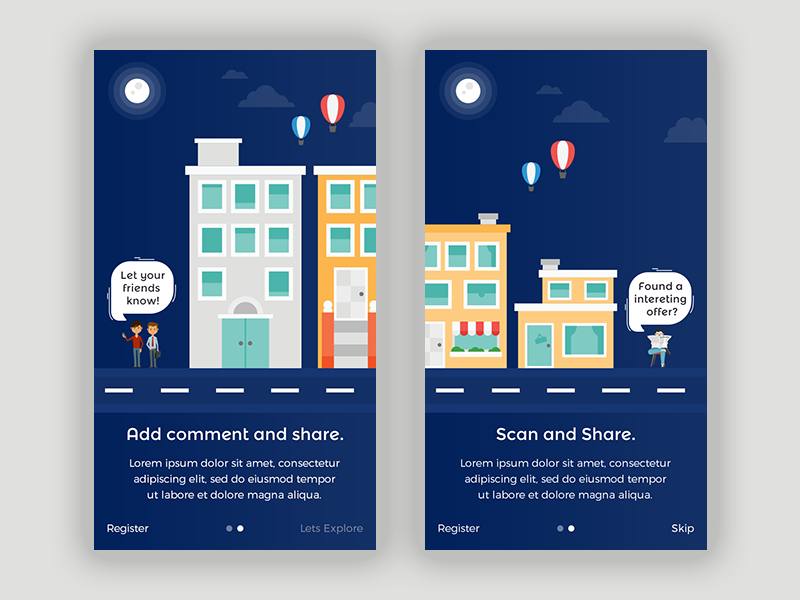 Let your
friends
know!
Add comment and share.
Lorem ipsum dolor sit amet, consectetur
adipiscing elit, sed do eiusmod tempor
ut labore et dolore magna aliqua.
Register
Lets Explore
Found a
intereting
offer?
Scan and Share.
Lorem ipsum dolor sit amet, consectetur
adipiscing elit, sed do eiusmod tempor
ut labore et dolore magna aliqua.
Register
Skip